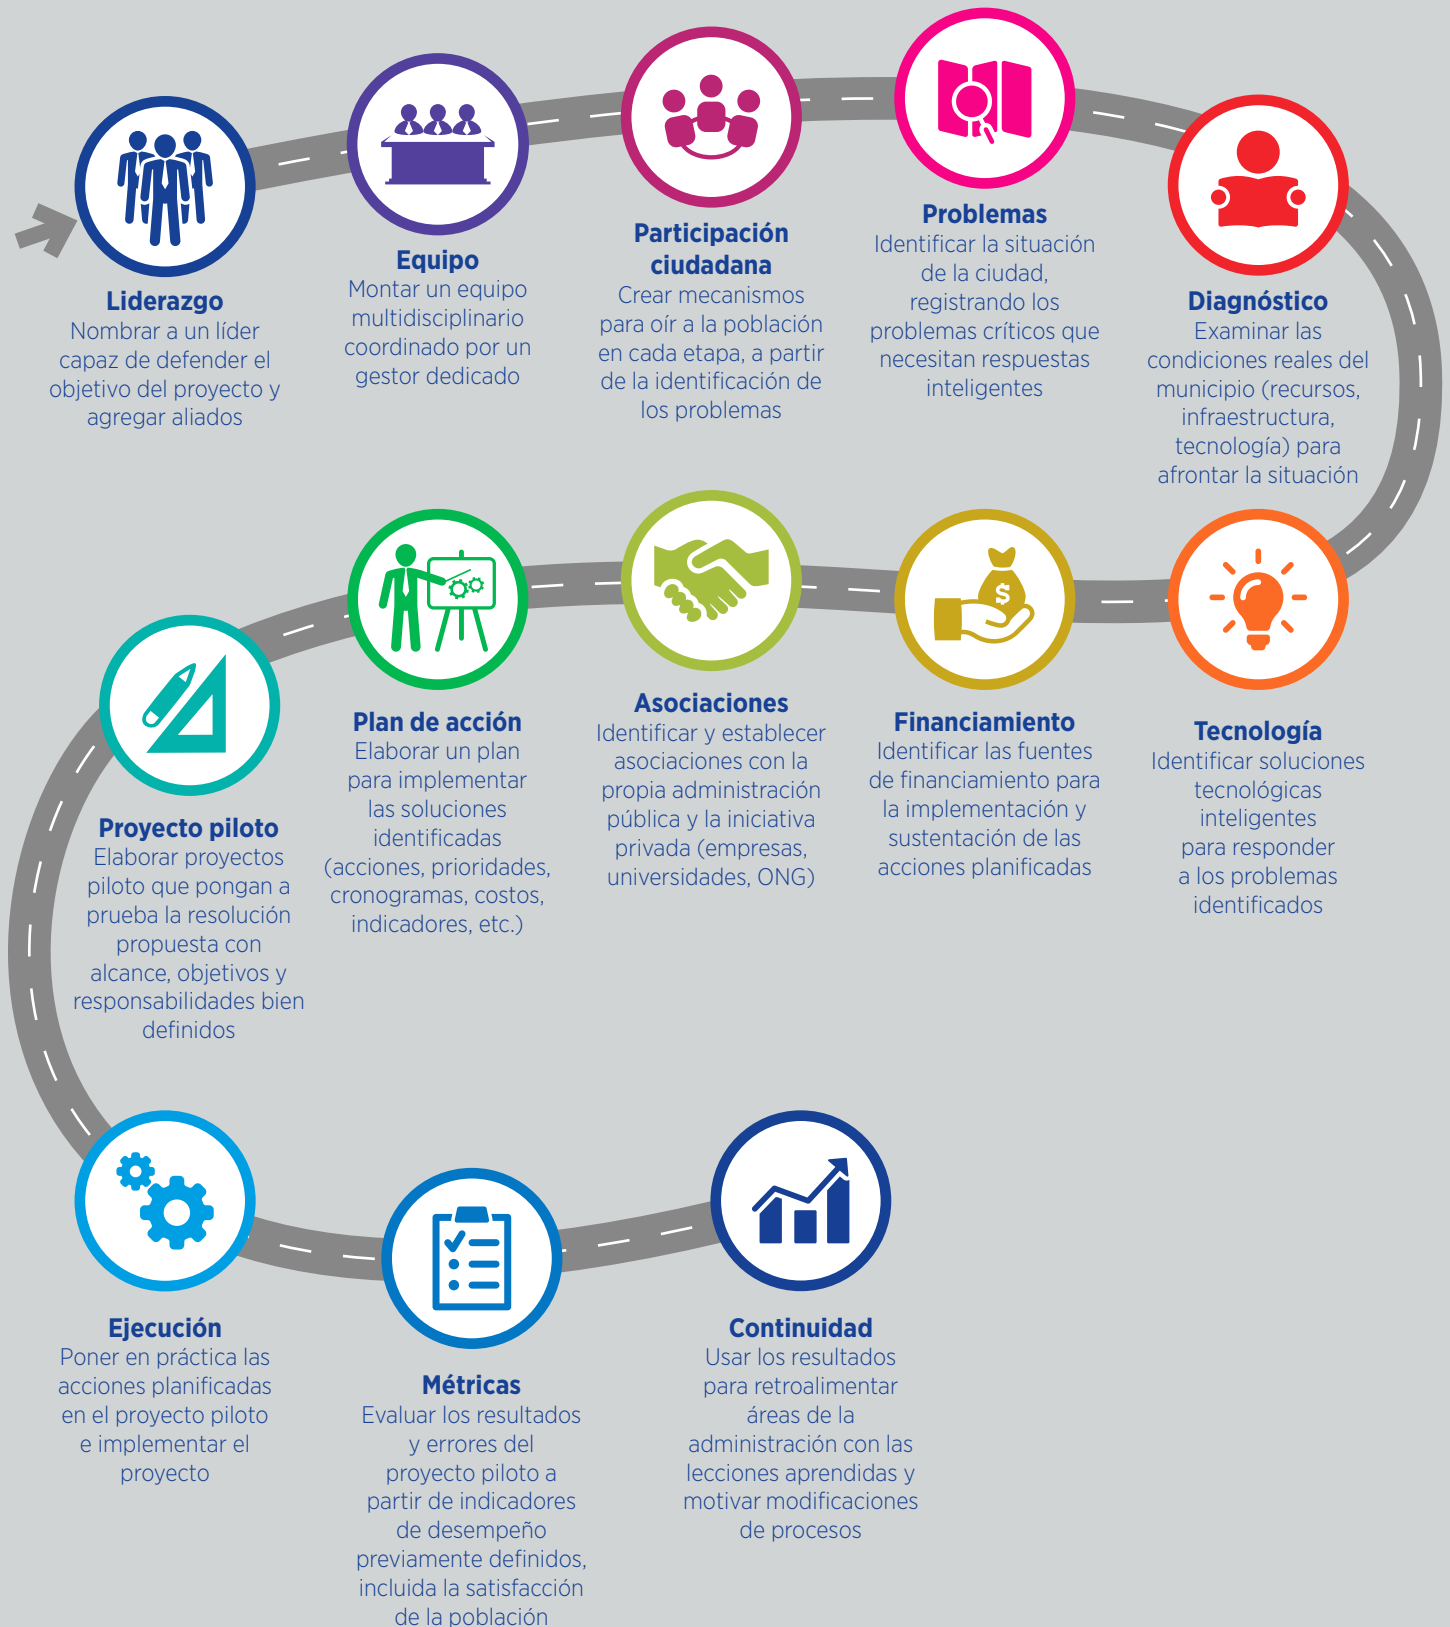 Liderazgo
Nombrar a un líder
capaz de defender el
objetivo del proyecto y
agregar aliados
Equipo
Montar un equipo
multidisciplinario
coordinado por un
gestor dedicado
Participación
ciudadana
Crear mecanismos
para oír a la población
en cada etapa, a partir
de la identificación de
los problemas
Problemas
Identificar la situación
de la ciudad,
registrando los
problemas críticos que
necesitan respuestas
inteligentes
Diagnóstico
Examinar las
condiciones reales del
municipio (recursos,
infraestructura,
tecnología) para
afrontar la situación
Tecnología
Identificar soluciones
tecnológicas
inteligentes
para responder
a los problemas
identificados
$
Financiamiento
Identificar las fuentes
de financiamiento para
la implementación y
sustentación de las
acciones planificadas
Asociaciones
Identificar y establecer
asociaciones con la
propia administración
pública y la iniciativa
privada (empresas,
universidades, ONG)
Plan de acción
Elaborar un plan
para implementar
las soluciones
identificadas
(acciones, prioridades,
cronogramas, costos,
indicadores, etc.)
Proyecto piloto
Elaborar proyectos
piloto que pongan a
prueba la resolución
propuesta con
alcance, objetivos y
responsabilidades bien
definidos
Ejecución
Poner en práctica las
acciones planificadas
en el proyecto piloto
e implementar el
proyecto
Métricas
Evaluar los resultados
y errores del
proyecto piloto a
partir de indicadores
de desempeño
previamente definidos,
incluida la satisfacción
de la población
Continuidad
Usar los resultados
para retroalimentar
áreas de la
administración con las
lecciones aprendidas y
motivar modificaciones
de procesos